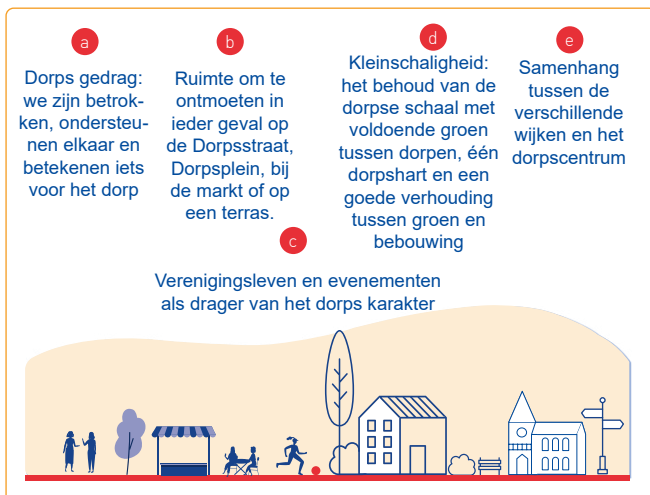 a
Dorps gedrag:
we zijn betrok-
ken, ondersteu-
nen elkaar en
betekenen iets
voor het dorp
b
Ruimte om te
ontmoeten in
ieder geval op
de Dorpsstraat,
Dorpsplein, bij
de markt of op
een terras.
c
Verenigingsleven en evenementen
als drager van het dorps karakter
d
Kleinschaligheid:
het behoud van de
dorpse schaal met
voldoende groen
tussen dorpen, één
dorpshart en een
goede verhouding
tussen groen en
bebouwing
e
Samenhang
tussen de
verschillende
wijken en het
dorpscentrum